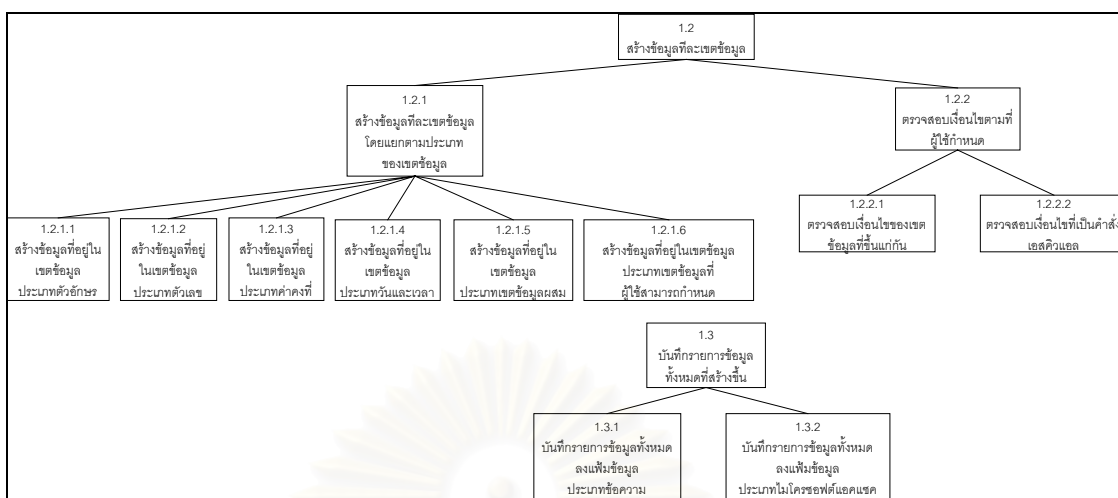 1.2
สร้างข้อมูลทีละเขตข้อมูล
1.2.1
สร้างข้อมูลทีละเขตข้อมูล
โดยแยกตามประเภท
ของเขตข้อมูล
1.2.2
ตรวจสอบเงื่อนไขตามที่
ผู้ใช้กำหนด
1.2.1.1
สร้างข้อมูลที่อยู่ใน
เขตข้อมูล
ประเภทตัวอักษร
1.2.1.2
สร้างข้อมูลที่อยู่
ในเขตข้อมูล
ประเภทตัวเลข
1.2.1.3
สร้างข้อมูลที่อยู่
ในเขตข้อมูล
ประเภทค่าคงที่
1.2.1.4
สร้างข้อมูลที่อยู่ใน
เขตข้อมูล
ประเภทวันและเวลา
1.2.1.5
สร้างข้อมูลที่อยู่ใน
เขตข้อมูล
ประเภทเขตข้อมูลผสม
1.2.1.6
สร้างข้อมูลที่อยู่ในเขตข้อมูล
ประเภทเขตข้อมูลที่
ผู้ใช้สามารถกำหนด
1.2.2.1
ตรวจสอบเงื่อนไขของเขต
ข้อมูลที่ขึ้นแก่กัน
1.2.2.2
ตรวจสอบเงื่อนไขที่เป็นคำสั่ง
เอสคิวแอล
1.3
บันทึกรายการข้อมูล
ทั้งหมดที่สร้างขึ้น
1.3.1
บันทึกรายการข้อมูลทั้งหมด
ลงแฟ้มข้อมูล
ประเภทข้อความ
1.3.2
บันทึกรายการข้อมูลทั้งหมด
ลงแฟ้มข้อมูล
ประเภทไมโครซอฟต์แอคแซค